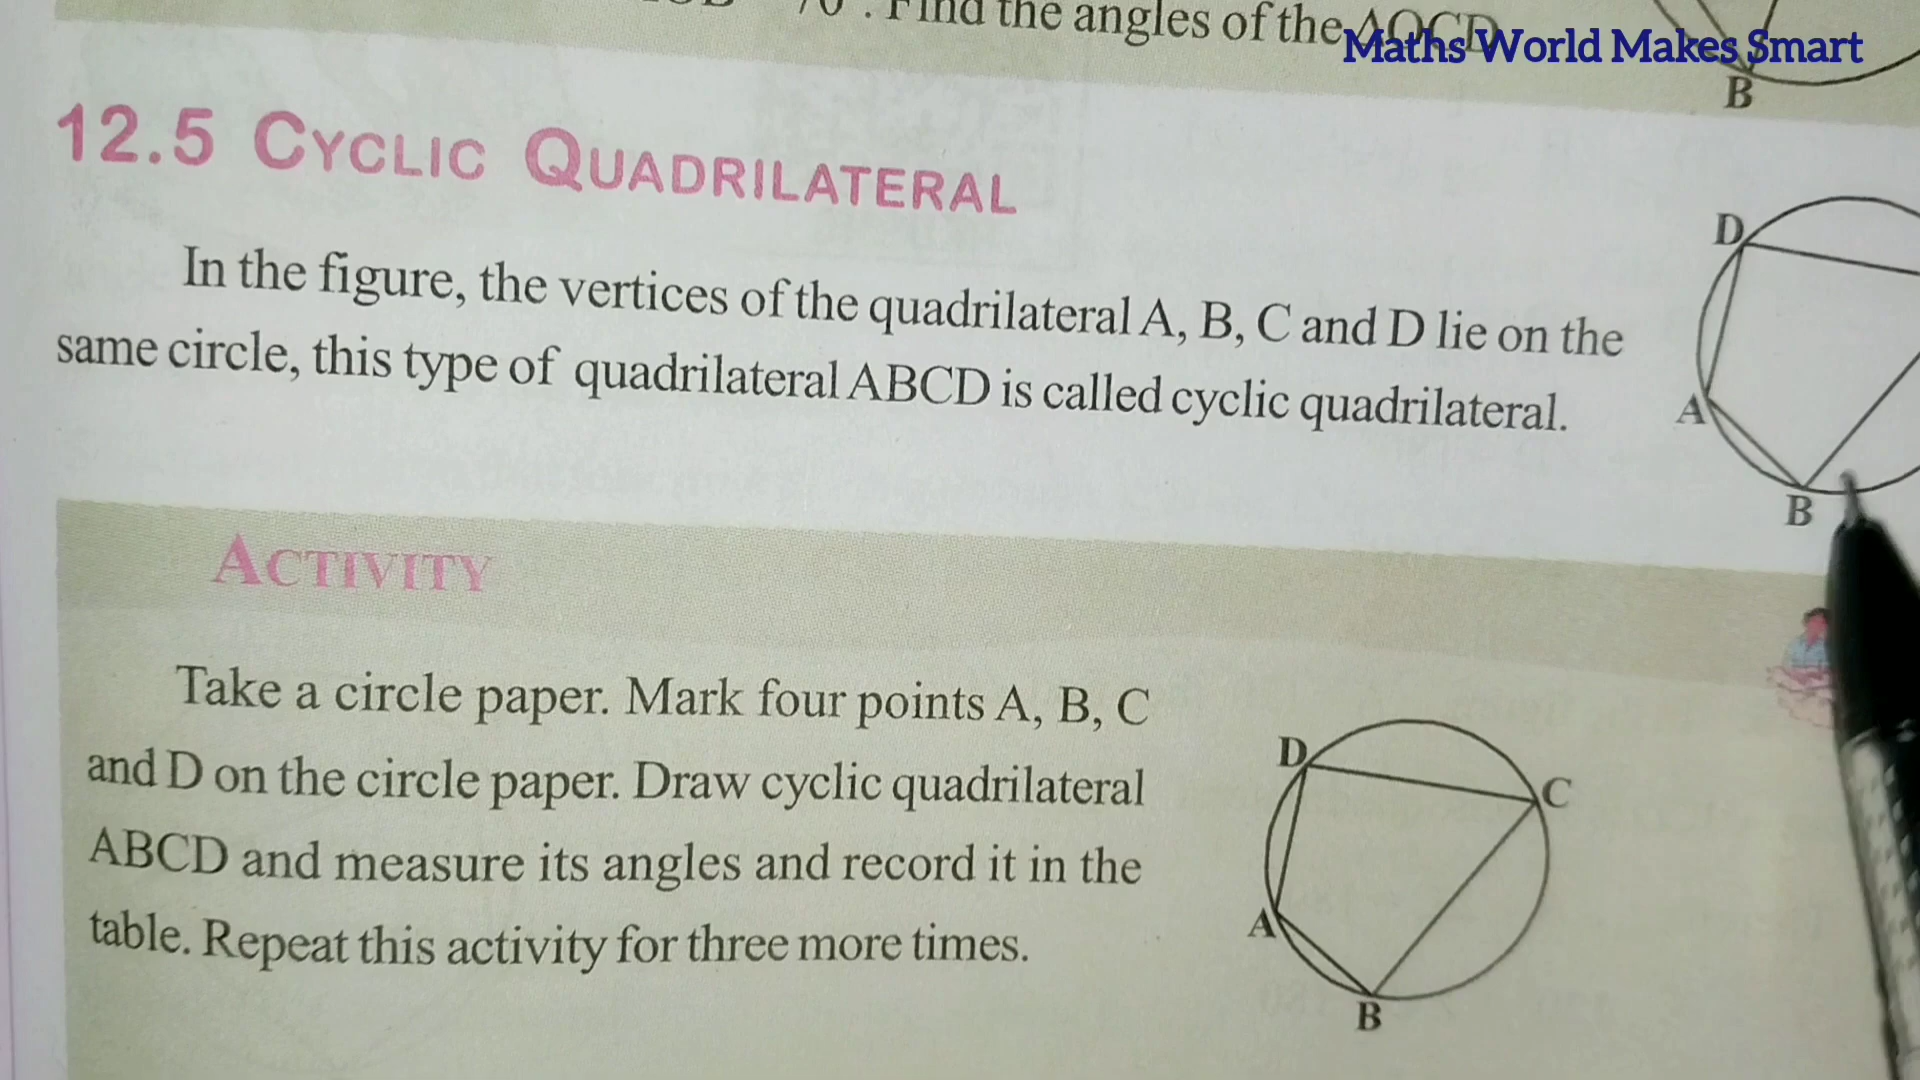 . Find the angles of the ΔOCD
Maths World Makes Smart
B
12.5 CYCLIC QUADRILATERAL
In the figure, the vertices of the quadrilateral A, B, C and D lie on the
same circle, this type of quadrilateral ABCD is called cyclic quadrilateral.
D
A
B
ACTIVITY
Take a circle paper. Mark four points A, B, C
and D on the circle paper. Draw cyclic quadrilateral
ABCD and measure its angles and record it in the
table. Repeat this activity for three more times.
D
C
A
B